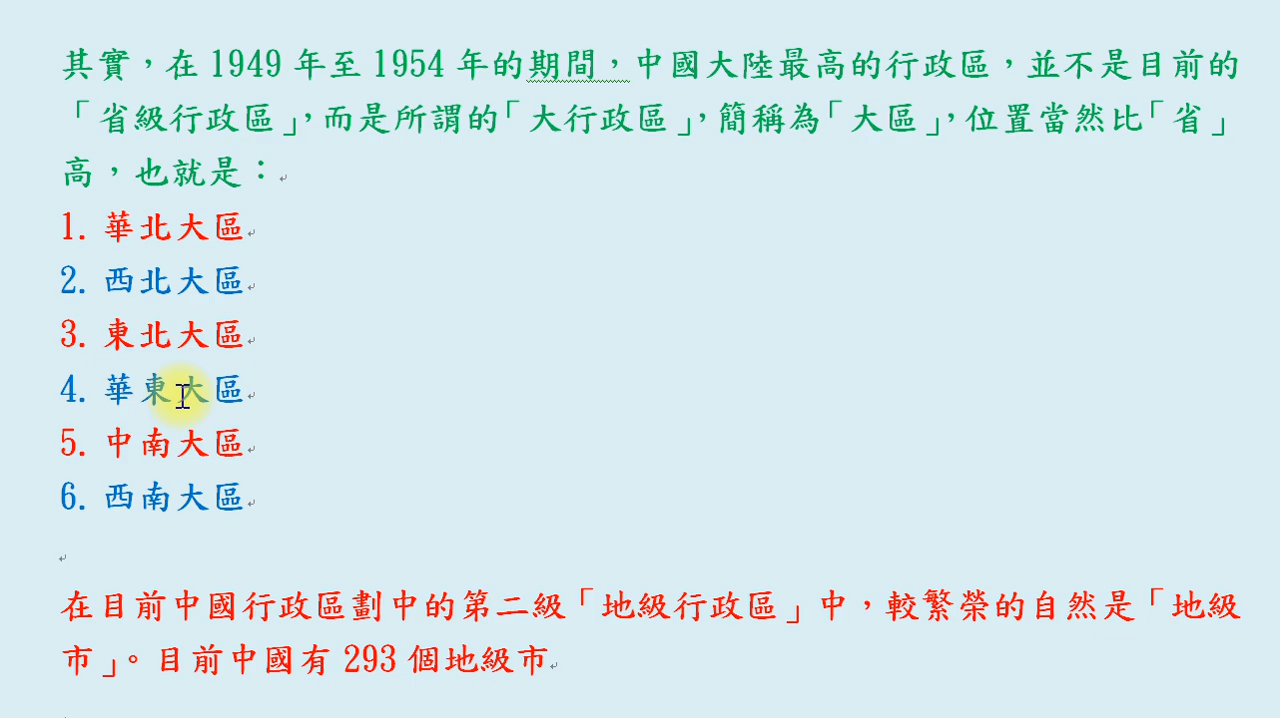 其實，在 1949 年至 1954 年的期間，中國大陸最高的行政區，並不是目前的
「省級行政區」，而是所謂的「大行政區」，簡稱為「大區」，位置當然比「省」
高，也就是：
1. 華北大區
2. 西北大區
3. 東北大區
4. 華東大區
5. 中南大區
6. 西南大區
在目前中國行政區劃中的第二級「地級行政區」中，較繁榮的自然是「地級
市」。目前中國有 293 個地級市